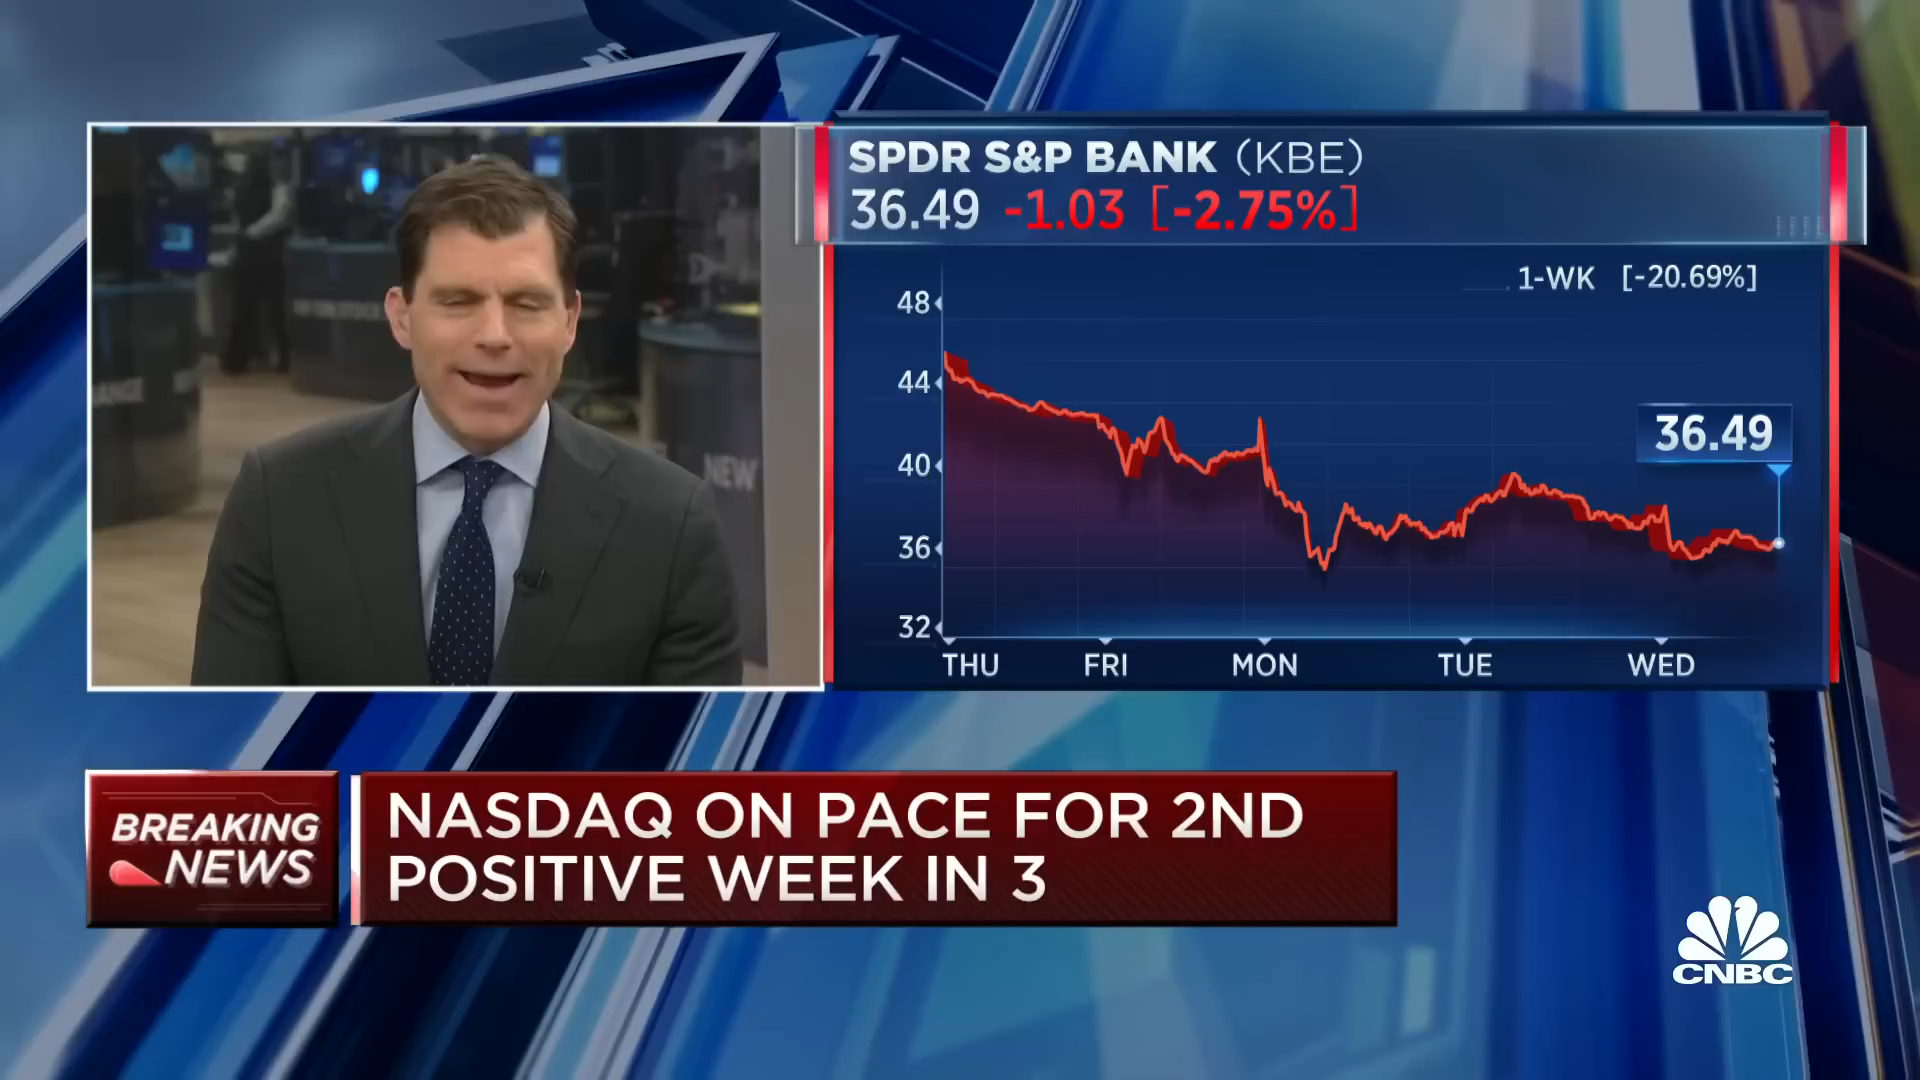 SPDR S&P BANK (KBE)
36.49 -1.03 [-2.75%]
1-WK [-20.69%]
48
44
40
36
32
36.49
THU FRI MON TUE WED
NEW
BREAKING
NEWS
NASDAQ ON PACE FOR 2ND
POSITIVE WEEK IN 3
CNBC